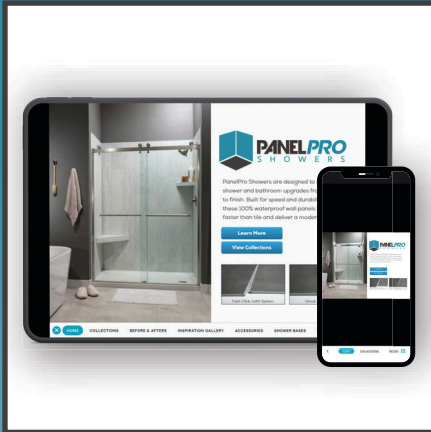 PANELPRO
SHOWERS
PanelPro Showers are designed to
shower and bathroom upgrades
to finish. Built for speed and durab
these 100% waterproof wall panels
faster than tile and deliver a moder
Learn More
View Collections
HOME
COLLECTIONS
BEFORE & AFTERS
INSPIRATION GALLERY
ACCESSORIES
SHOWER BASES
PANELPRO